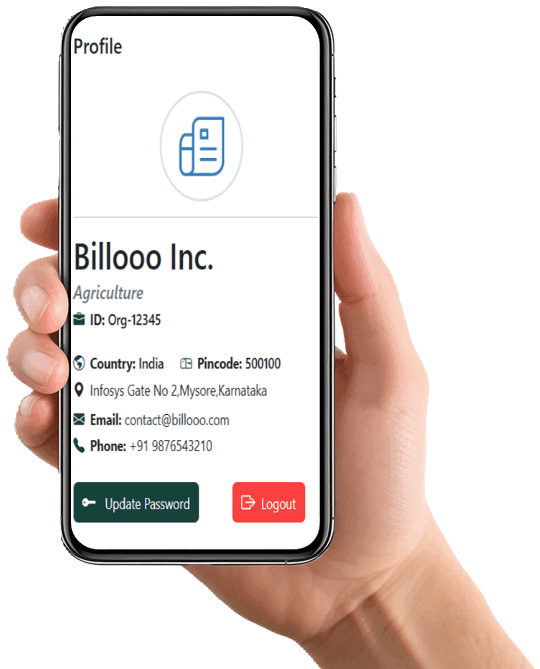 Profile
Billooo Inc.
Agriculture
ID: Org-12345
Country: India Pincode: 500100
Infosys Gate No 2,Mysore,Karnataka
Email: contact@billooo.com
Phone: +91 9876543210
Update Password Logout